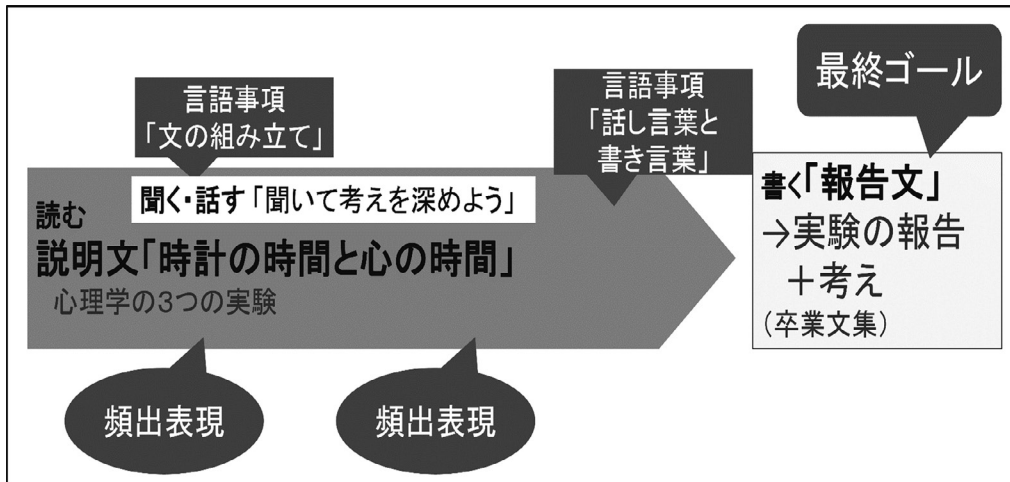 言語事項
「文の組み立て」
言語事項
「話し言葉と
書き言葉」
最終ゴール
聞く・話す「聞いて考えを深めよう」
読む
説明文「時計の時間と心の時間」
心理学の3つの実験
書く「報告文」
→実験の報告
＋考え
(卒業文集)
頻出表現
頻出表現